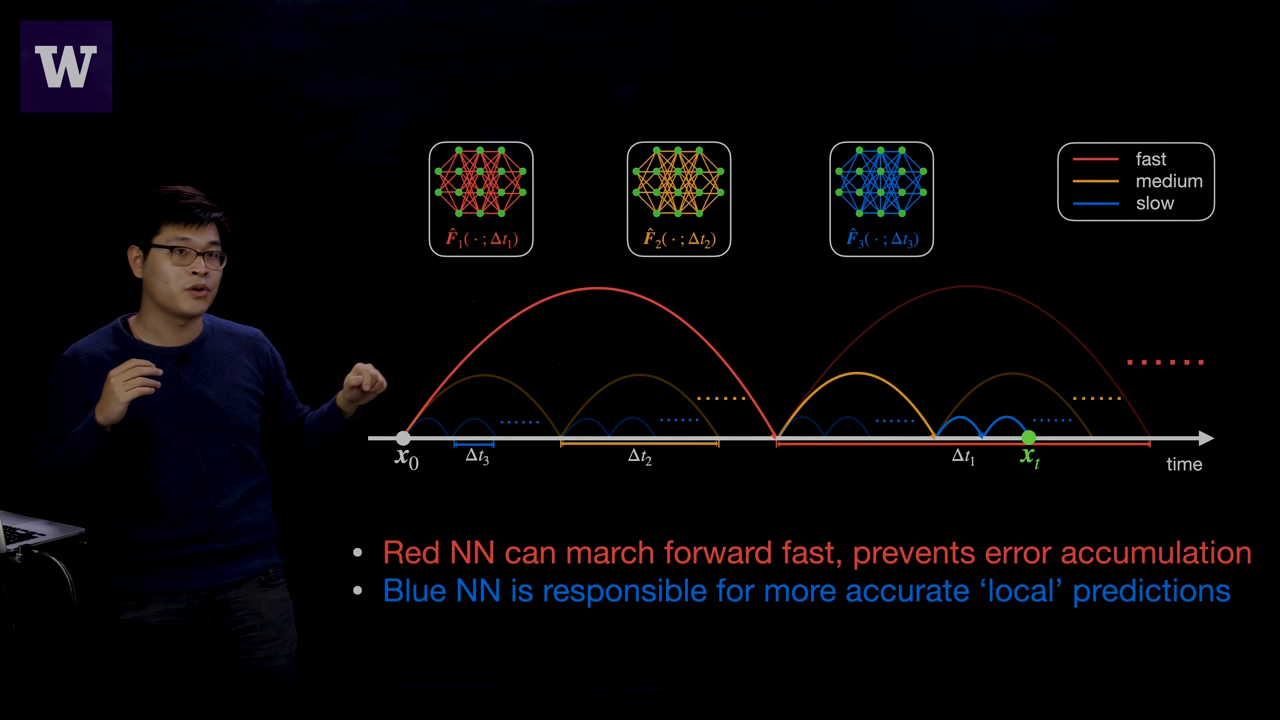 W
fast
medium
slow
F̂₁( · ; Δt₁)
F̂₂( · ; Δt₂)
F̂₃( · ; Δt₃)
x₀
Δt₃
Δt₂
Δt₁
xₜ
time
• Red NN can march forward fast, prevents error accumulation
• Blue NN is responsible for more accurate ‘local’ predictions